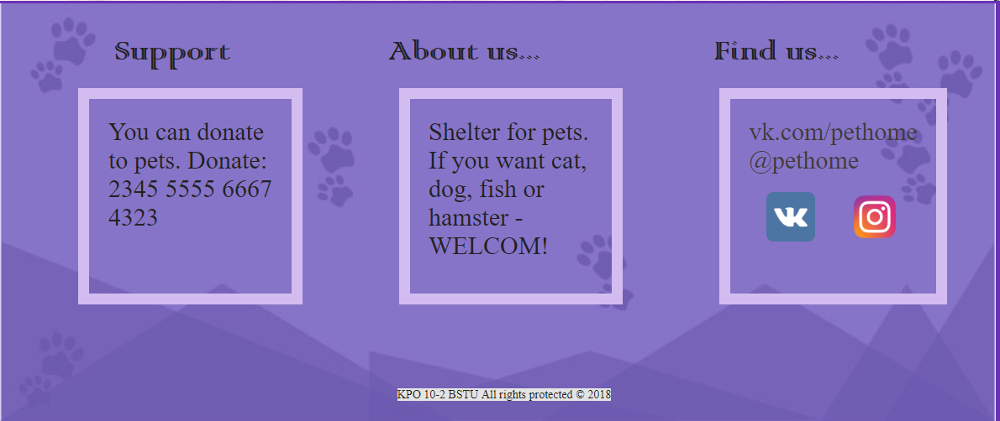 Support
You can donate
to pets. Donate:
2345 5555 6667
4323
About us...
Shelter for pets.
If you want cat,
dog, fish or
hamster -
WELCOM!
Find us...
vk.com/pethome
@pethome
KPO 10-2 BSTU All rights protected © 2018